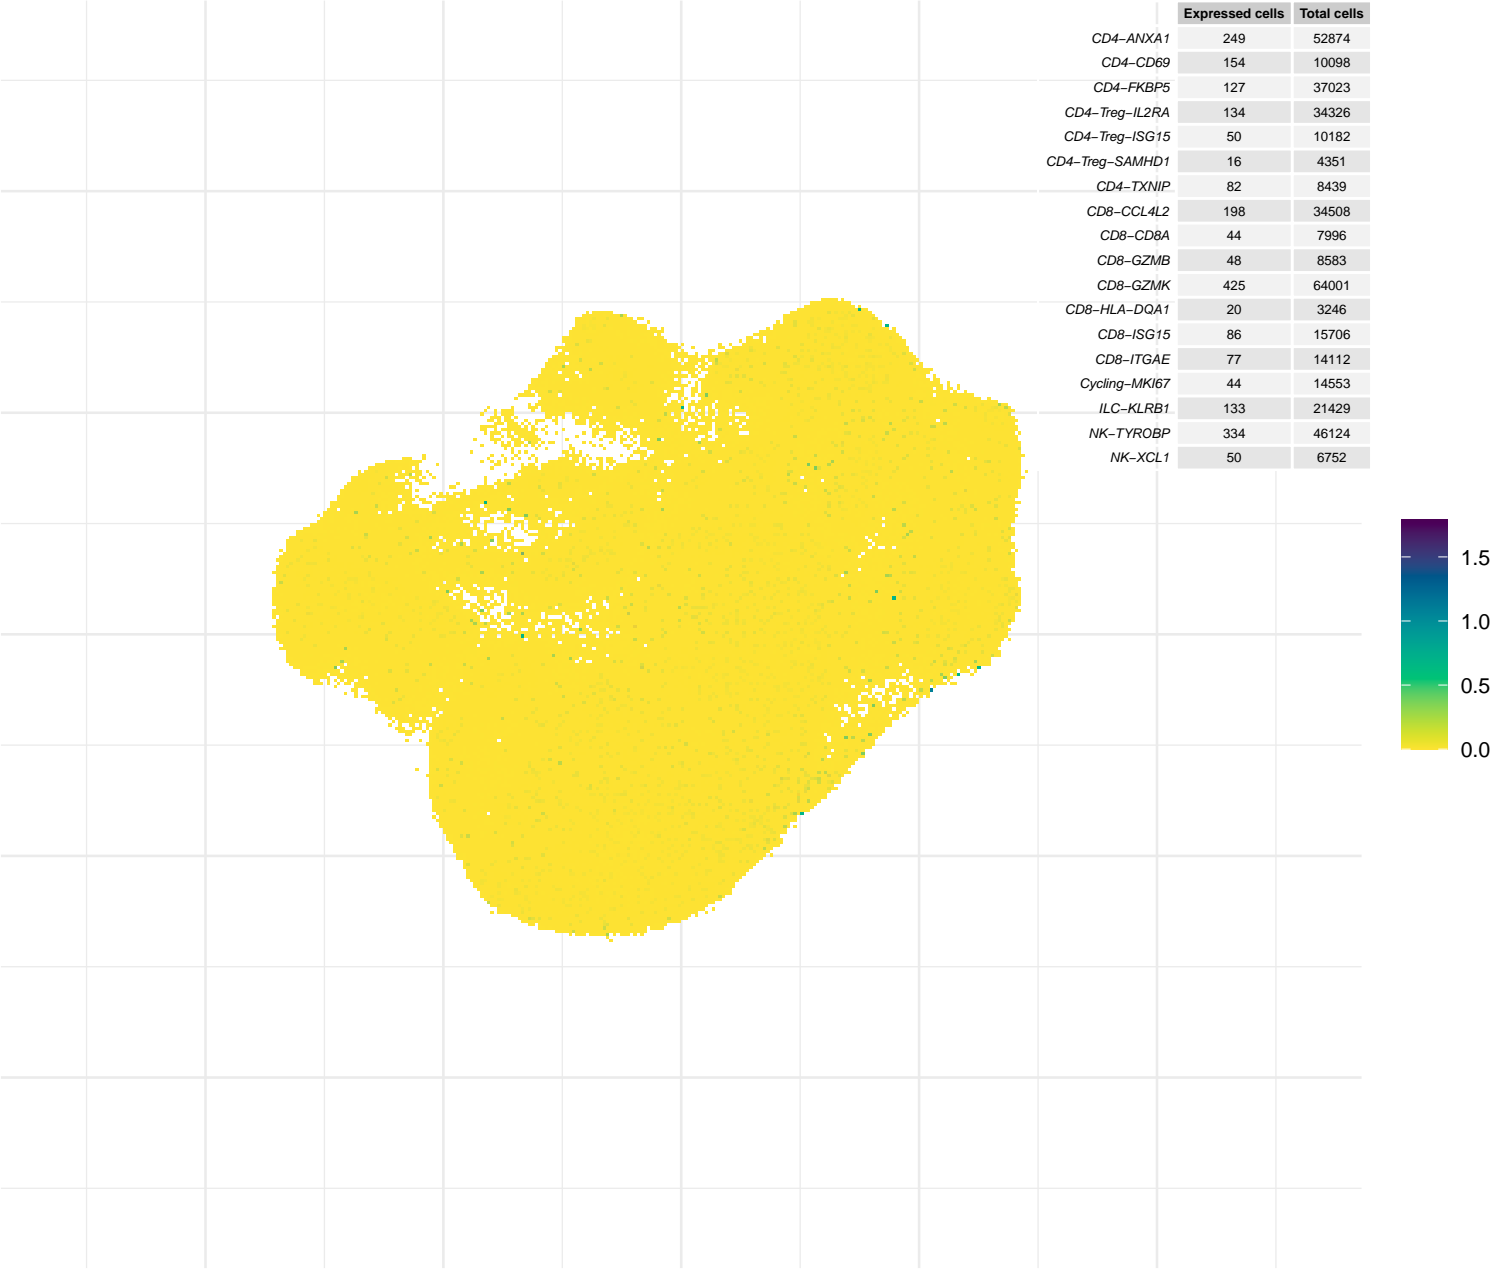 Expressed cells Total cells
CD4−ANXA1 249 52874
CD4−CD69 154 10098
CD4−FKBP5 127 37023
CD4−Treg−IL2RA 134 34326
CD4−Treg−ISG15 50 10182
CD4−Treg−SAMHD1 16 4351
CD4−TXNIP 82 8439
CD8−CCL4L2 198 34508
CD8−CD8A 44 7996
CD8−GZMB 48 8583
CD8−GZMK 425 64001
CD8−HLA−DQA1 20 3246
CD8−ISG15 86 15706
CD8−ITGAE 77 14112
Cycling−MKI67 44 14553
ILC−KLRB1 133 21429
NK−TYROBP 334 46124
NK−XCL1 50 6752
1.5
1.0
0.5
0.0